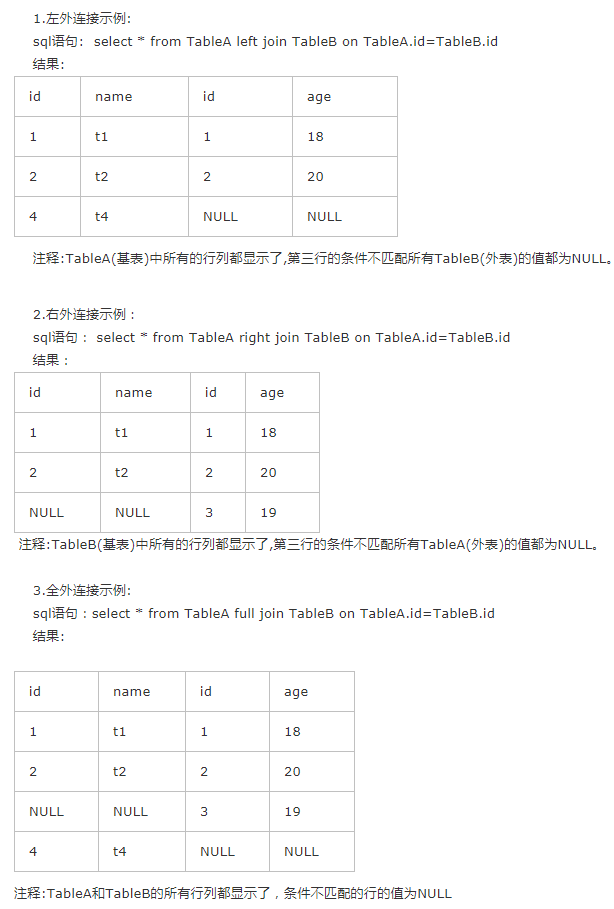 1.左外连接示例:
sql语句:  select * from TableA left join TableB on TableA.id=TableB.id
结果:
id name id age
1 t1 1 18
2 t2 2 20
4 t4 NULL NULL
注释:TableA(基表)中所有的行列都显示了,第三行的条件不匹配所有TableB(外表)的值都为NULL。
2.右外连接示例：
sql语句： select * from TableA right join TableB on TableA.id=TableB.id
结果：
id name id age
1 t1 1 18
2 t2 2 20
NULL NULL 3 19
注释:TableB(基表)中所有的行列都显示了,第三行的条件不匹配所有TableA(外表)的值都为NULL。
3.全外连接示例:
sql语句：select * from TableA full join TableB on TableA.id=TableB.id
结果:
id name id age
1 t1 1 18
2 t2 2 20
NULL NULL 3 19
4 t4 NULL NULL
注释:TableA和TableB的所有行列都显示了，条件不匹配的行的值为NULL